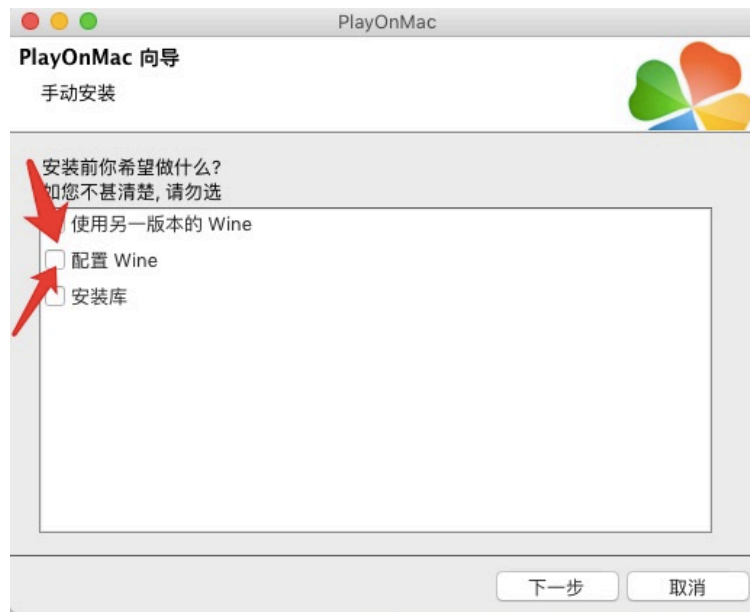 PlayOnMac
PlayOnMac 向导
手动安装
安装前你希望做什么?
如您不甚清楚, 请勿选
使用另一版本的 Wine
配置 Wine
安装库
下一步
取消